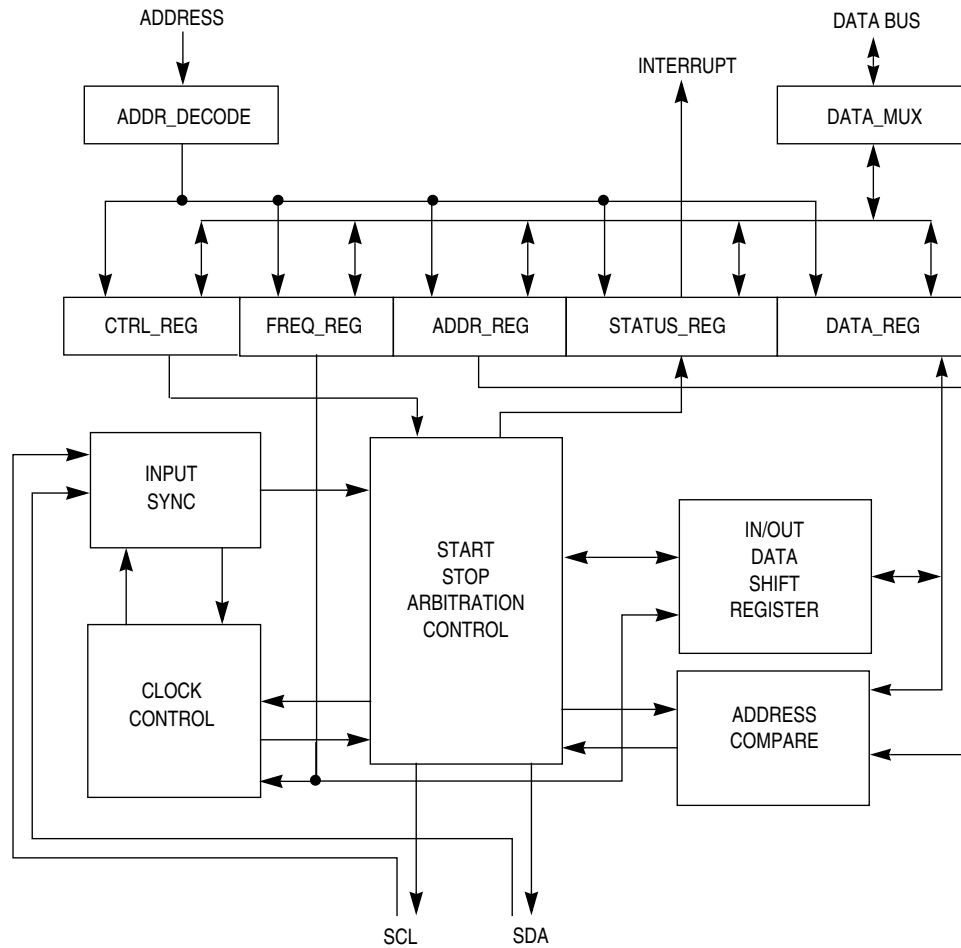 ADDRESS
DATA BUS
INTERRUPT
ADDR_DECODE
DATA_MUX
CTRL_REG
FREQ_REG
ADDR_REG
STATUS_REG
DATA_REG
INPUT
SYNC
START
STOP
ARBITRATION
CONTROL
IN/OUT
DATA
SHIFT
REGISTER
CLOCK
CONTROL
ADDRESS
COMPARE
SCL
SDA